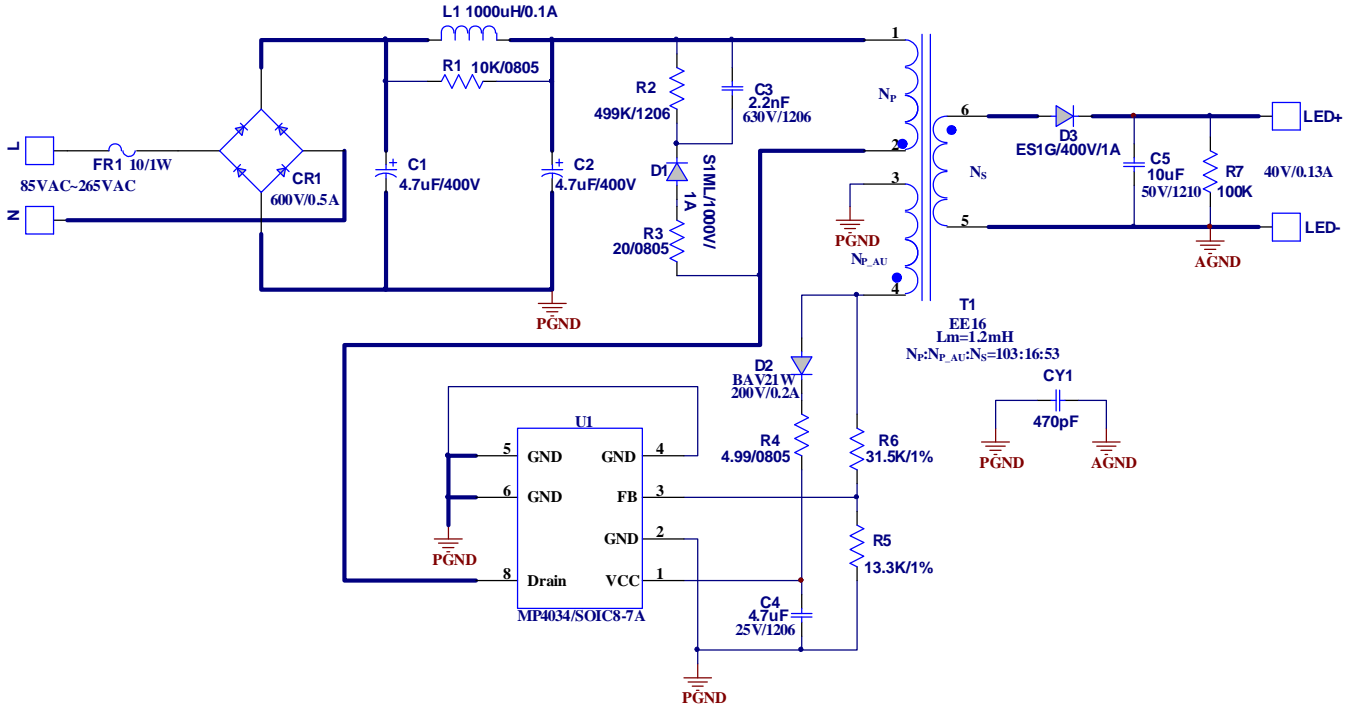 L1 1000uH/0.1A
R1 10K/0805
R2
499K/1206
C3
2.2nF
630V/1206
1
NP
2
3
PGND
NP_AU
4
6
NS
5
D3
ES1G/400V/1A
C5
10uF
50V/1210
R7
100K
LED+
40V/0.13A
LED-
AGND
L
FR1 10/1W
85VAC~265VAC
N
CR1
600V/0.5A
C1
4.7uF/400V
C2
4.7uF/400V
D1
S1ML/1000V/
1A
R3
20/0805
PGND
T1
EE16
Lm=1.2mH
NP:NP_AU:NS=103:16:53
CY1
470pF
PGND
AGND
D2
BAV21W
200V/0.2A
R4
4.99/0805
R6
31.5K/1%
R5
13.3K/1%
U1
5 GND
GND 4
6 GND
FB 3
GND 2
8 Drain
VCC 1
MP4034/SOIC8-7A
PGND
C4
4.7uF
25V/1206
PGND